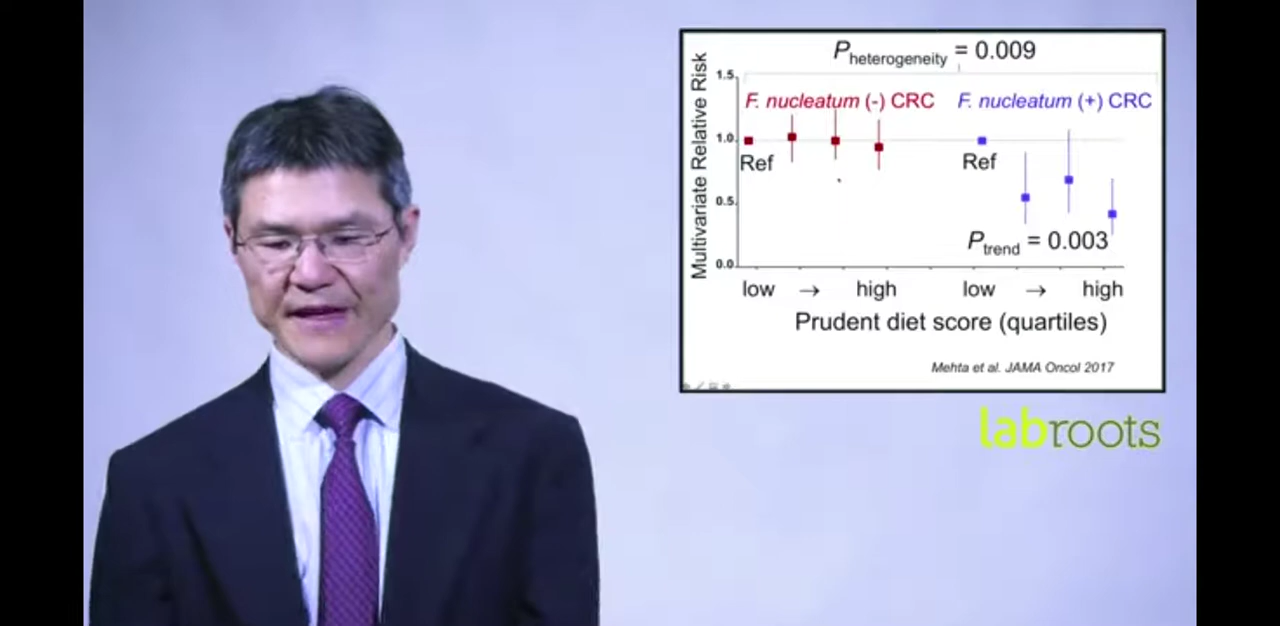 P heterogeneity = 0.009
Multivariate Relative Risk
1.5
F. nucleatum (-) CRC
F. nucleatum (+) CRC
1.0
Ref
Ref
0.5
P trend = 0.003
0.0
low → high
low → high
Prudent diet score (quartiles)
Mehta et al. JAMA Oncol 2017
labroots